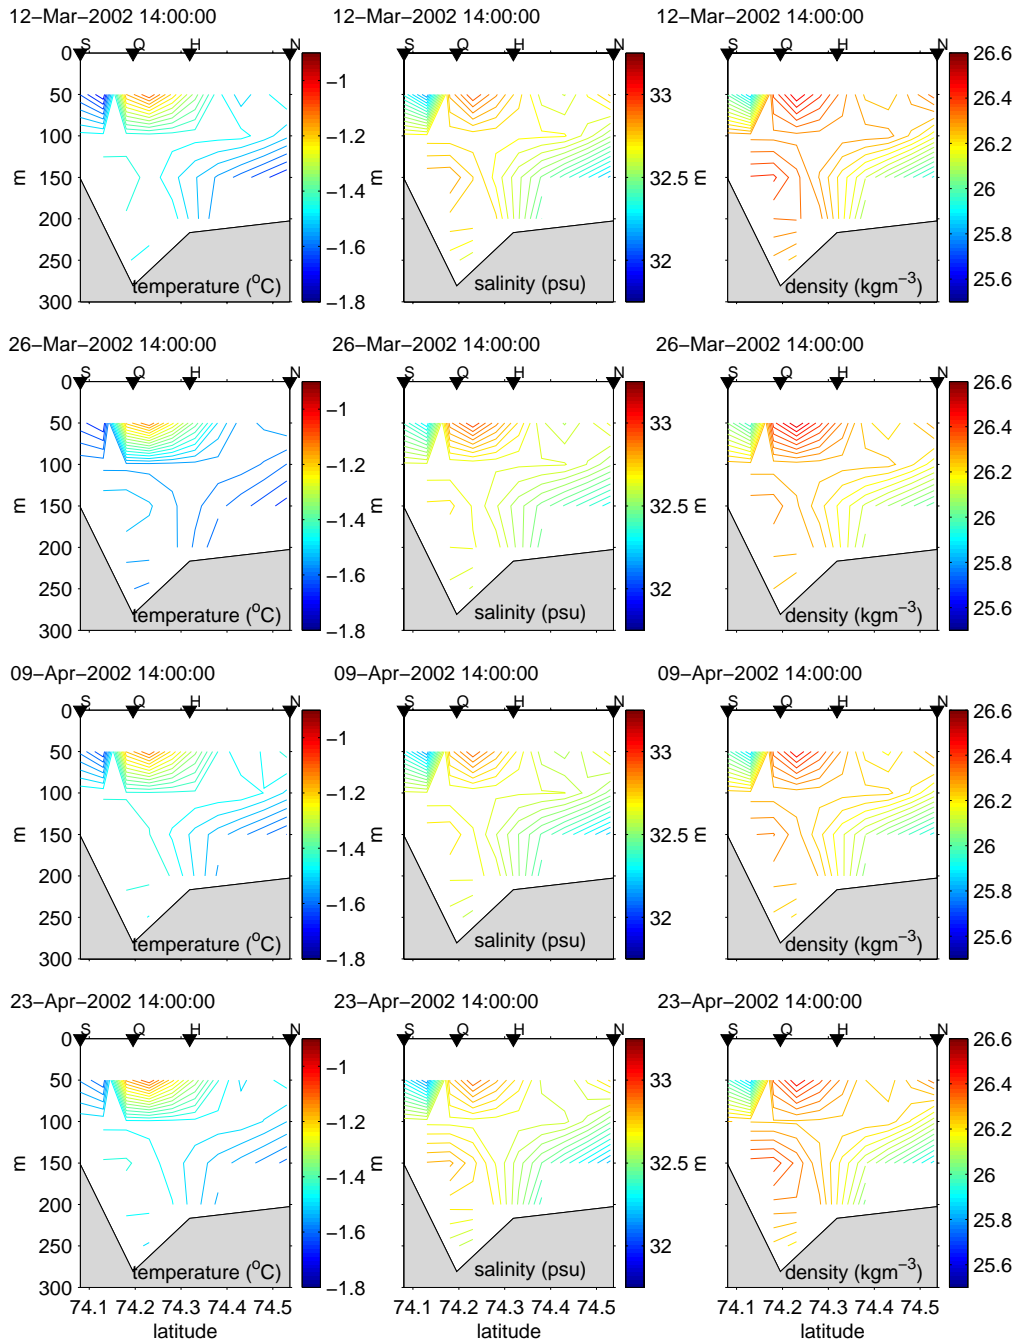 12−Mar−2002 14:00:00 12−Mar−2002 14:00:00 12−Mar−2002 14:00:00
S Q H N S Q H N S Q H N
0 50 100 150 200 250 300
m
temperature (°C)
−1 −1.2 −1.4 −1.6 −1.8
m
salinity (psu)
33 32.5 32
m
density (kgm⁻³)
26.6 26.4 26.2 26 25.8 25.6
26−Mar−2002 14:00:00 26−Mar−2002 14:00:00 26−Mar−2002 14:00:00
S Q H N S Q H N S Q H N
0 50 100 150 200 250 300
m
temperature (°C)
−1 −1.2 −1.4 −1.6 −1.8
m
salinity (psu)
33 32.5 32
m
density (kgm⁻³)
26.6 26.4 26.2 26 25.8 25.6
09−Apr−2002 14:00:00 09−Apr−2002 14:00:00 09−Apr−2002 14:00:00
S Q H N S Q H N S Q H N
0 50 100 150 200 250 300
m
temperature (°C)
−1 −1.2 −1.4 −1.6 −1.8
m
salinity (psu)
33 32.5 32
m
density (kgm⁻³)
26.6 26.4 26.2 26 25.8 25.6
23−Apr−2002 14:00:00 23−Apr−2002 14:00:00 23−Apr−2002 14:00:00
S Q H N S Q H N S Q H N
0 50 100 150 200 250 300
m
temperature (°C)
−1 −1.2 −1.4 −1.6 −1.8
m
salinity (psu)
33 32.5 32
m
density (kgm⁻³)
26.6 26.4 26.2 26 25.8 25.6
74.1 74.2 74.3 74.4 74.5 74.1 74.2 74.3 74.4 74.5 74.1 74.2 74.3 74.4 74.5
latitude latitude latitude